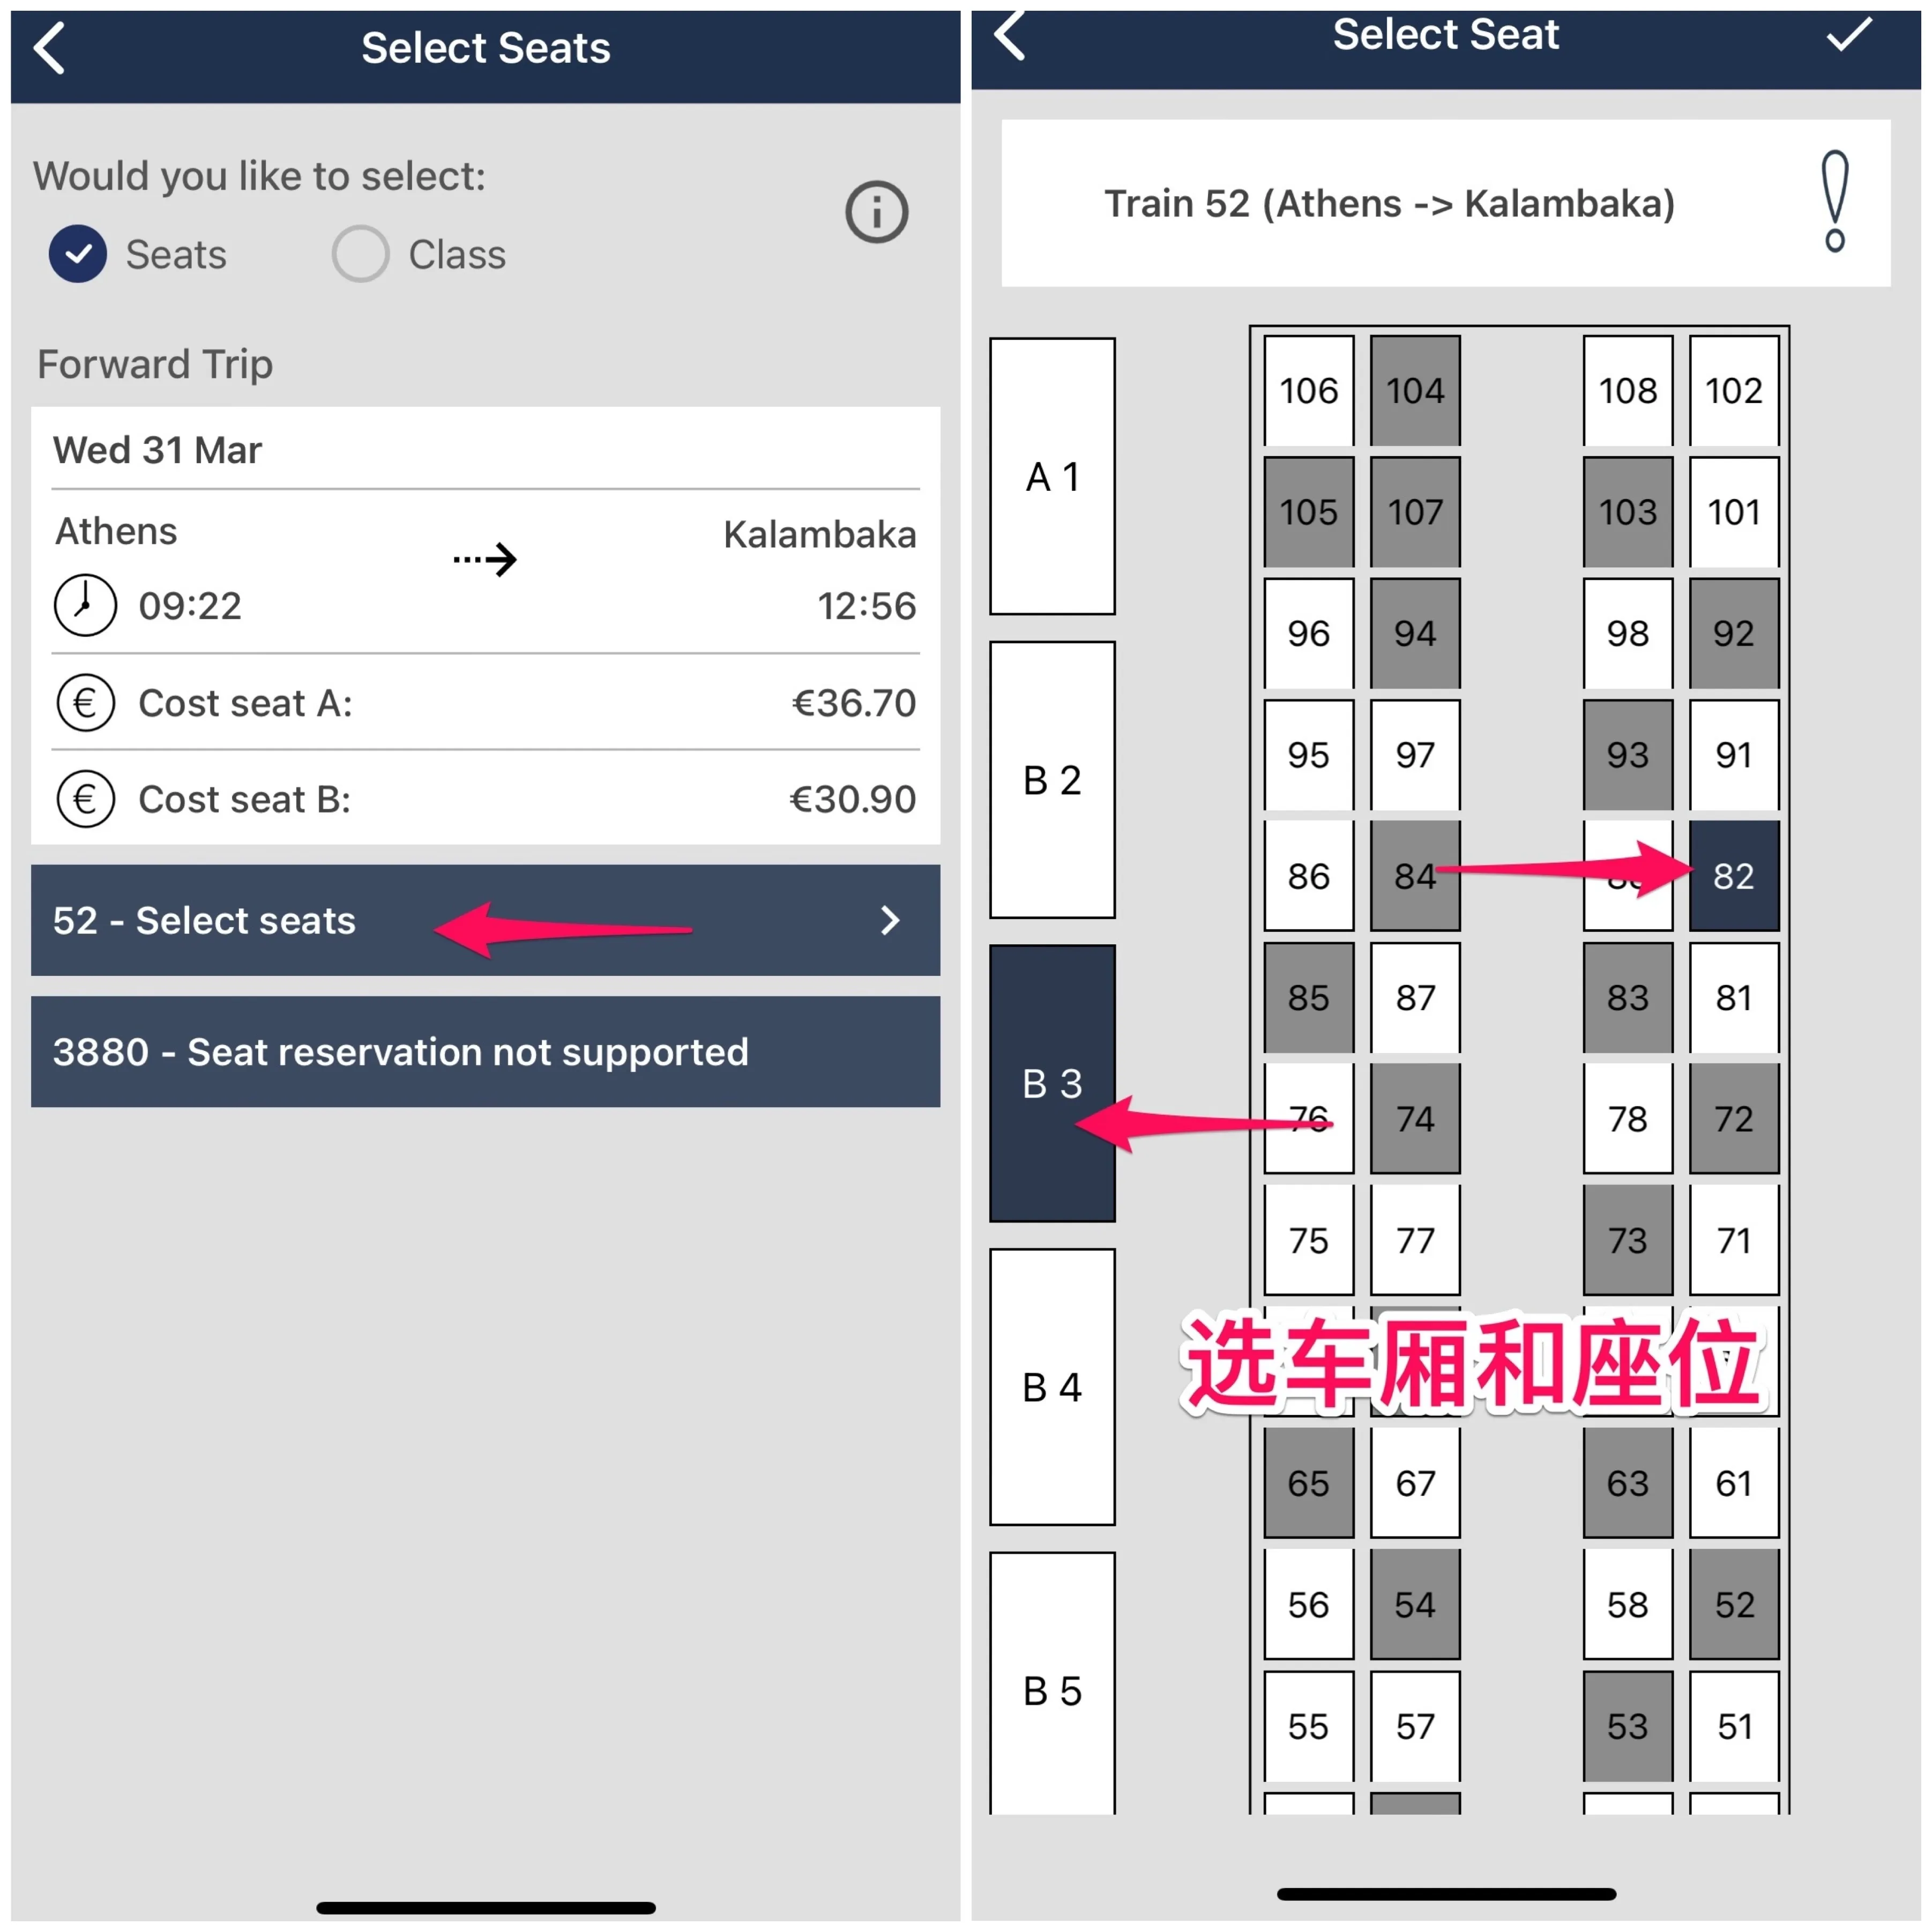 Select Seats
Would you like to select:
Seats Class
Forward Trip
Wed 31 Mar
Athens Kalambaka
09:22 12:56
€ Cost seat A: €36.70
€ Cost seat B: €30.90
52 - Select seats
3880 - Seat reservation not supported
Select Seat
Train 52 (Athens -> Kalambaka)
A 1
B 2
B 3
B 4
B 5
106 104 108 102
105 107 103 101
96 94 98 92
95 97 93 91
86 84 82
85 87 83 81
76 74 78 72
75 77 73 71
选车厢和座位
65 67 63 61
56 54 58 52
55 57 53 51